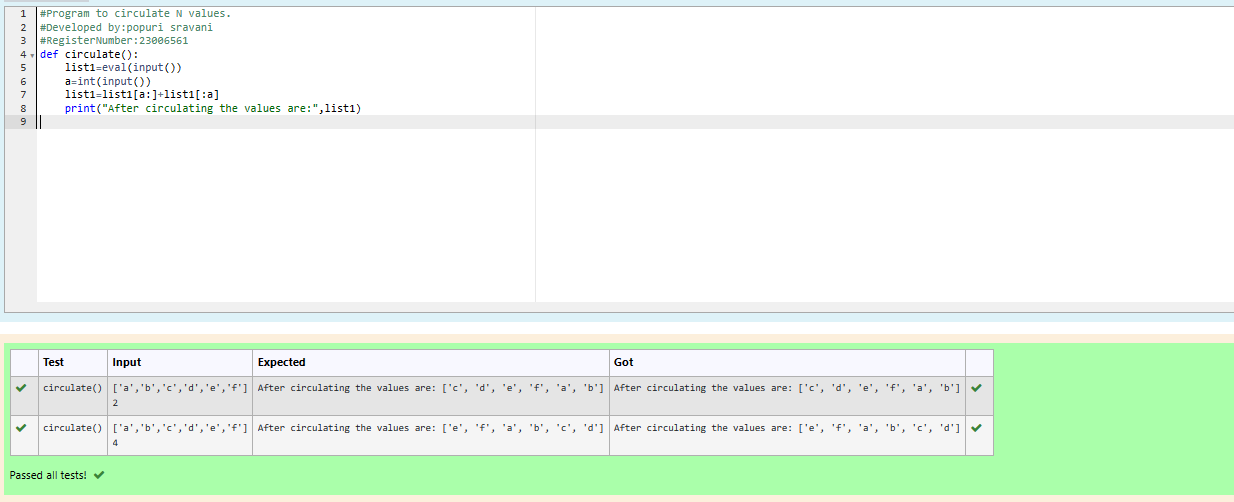 1 #Program to circulate N values.
2 #Developed by:popuri sravani
3 #RegisterNumber:23006561
4 def circulate():
5 list1=eval(input())
6 a=int(input())
7 list1=list1[a:]+list1[:a]
8 print("After circulating the values are:",list1)
9
Test Input Expected Got
circulate() ['a','b','c','d','e','f'] After circulating the values are: ['c', 'd', 'e', 'f', 'a', 'b'] After circulating the values are: ['c', 'd', 'e', 'f', 'a', 'b']
2
circulate() ['a','b','c','d','e','f'] After circulating the values are: ['e', 'f', 'a', 'b', 'c', 'd'] After circulating the values are: ['e', 'f', 'a', 'b', 'c', 'd']
4
Passed all tests!